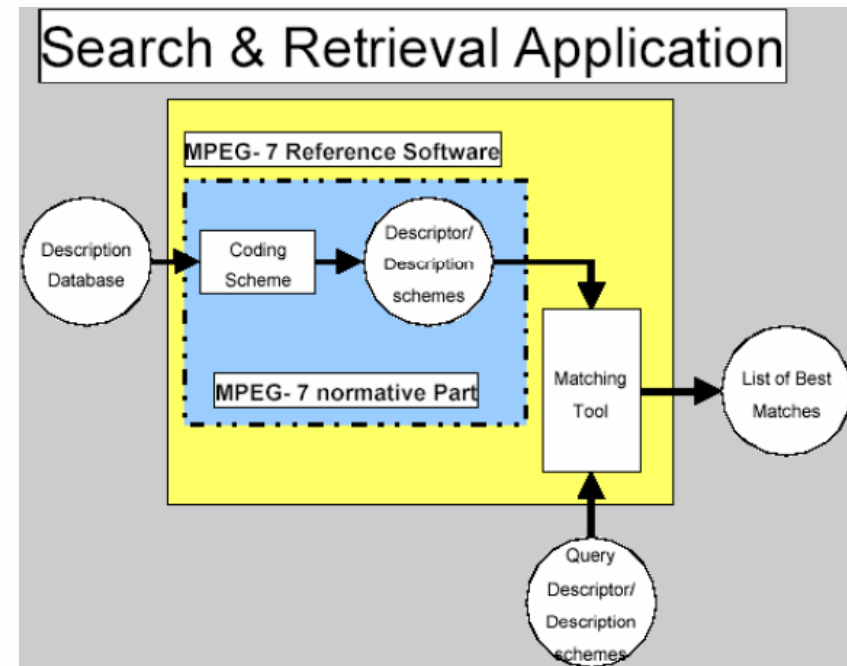 Search & Retrieval Application
MPEG- 7 Reference Software
Description
Database
Coding
Scheme
Descriptor/
Description
schemes
MPEG- 7 normative Part
Matching
Tool
List of Best
Matches
Query
Descriptor/
Description
schemes